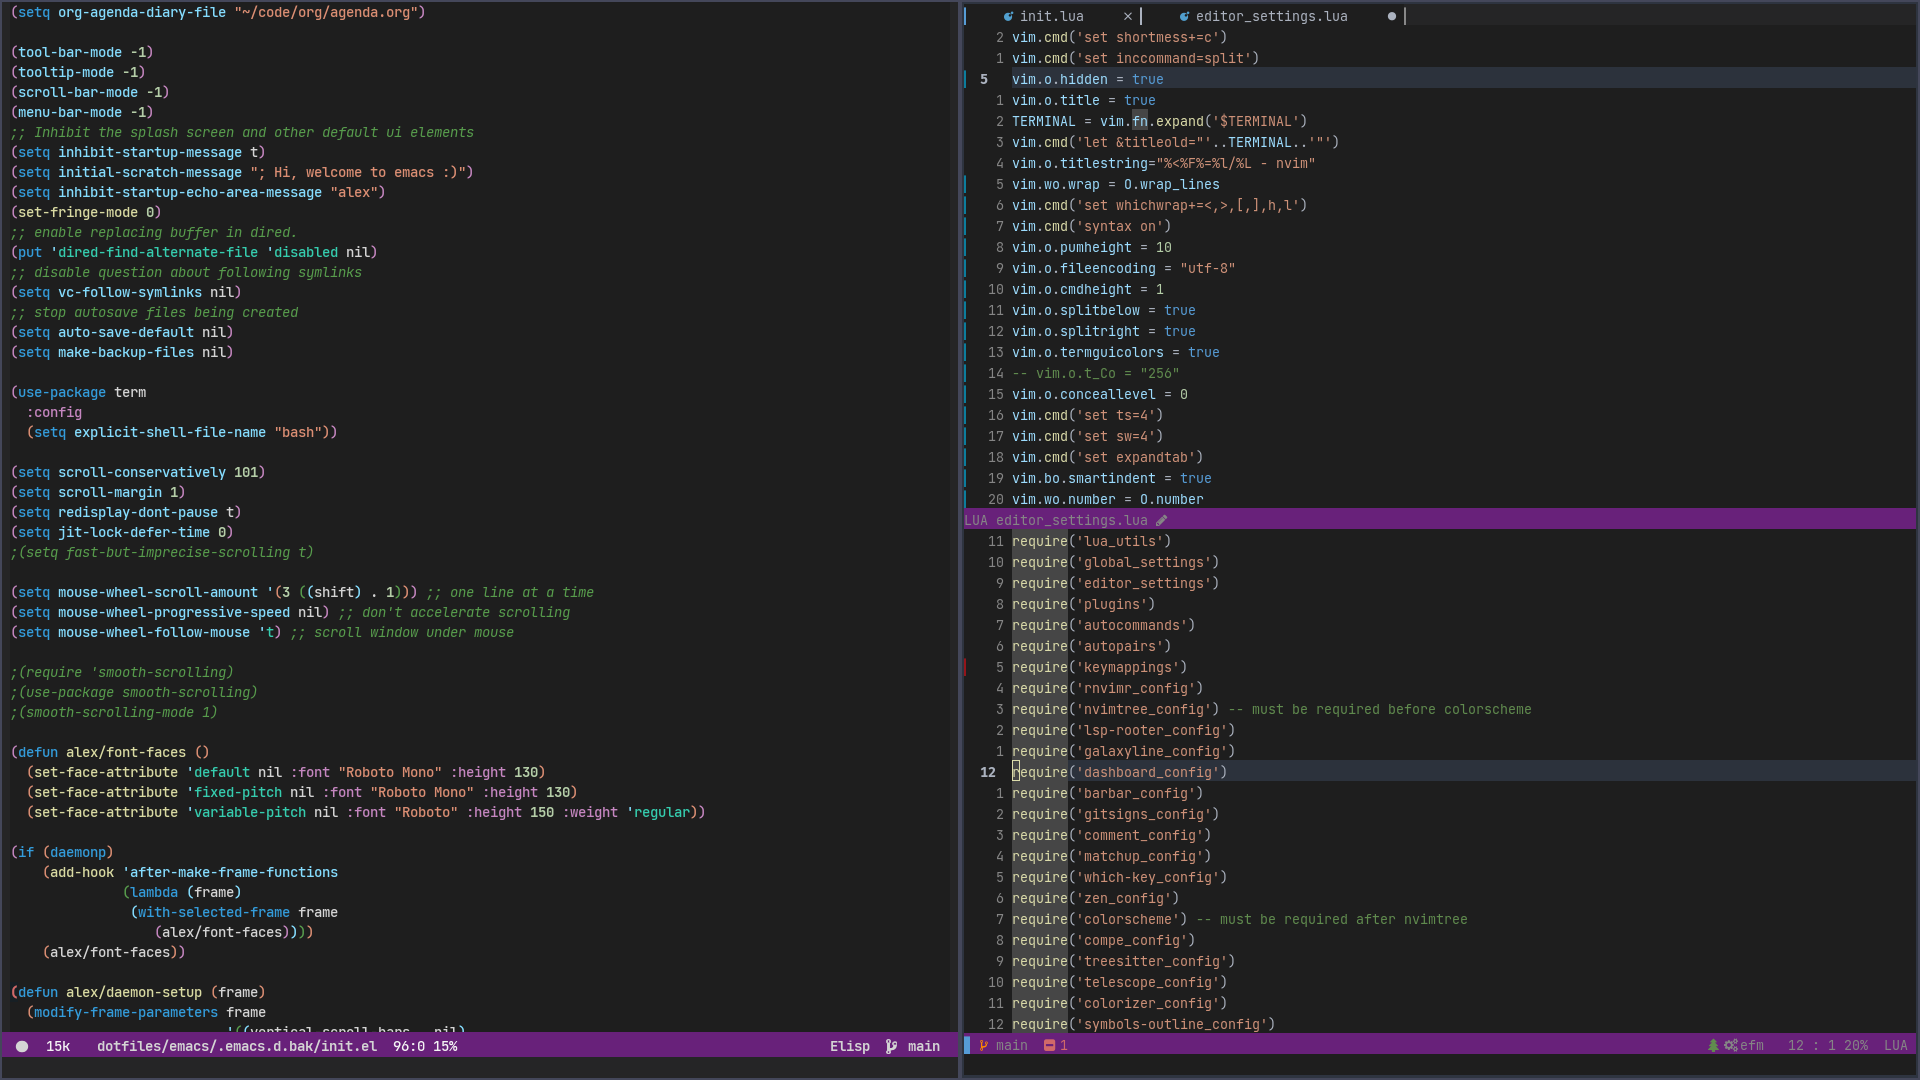 (setq org-agenda-diary-file "~/code/org/agenda.org")
(tool-bar-mode -1)
(tooltip-mode -1)
(scroll-bar-mode -1)
(menu-bar-mode -1)
;; Inhibit the splash screen and other default ui elements
(setq inhibit-startup-message t)
(setq initial-scratch-message "; Hi, welcome to emacs :)")
(setq inhibit-startup-echo-area-message "alex")
(set-fringe-mode 0)
;; enable replacing buffer in dired.
(put 'dired-find-alternate-file 'disabled nil)
;; disable question about following symlinks
(setq vc-follow-symlinks nil)
;; stop autosave files being created
(setq auto-save-default nil)
(setq make-backup-files nil)
(use-package term
  :config
  (setq explicit-shell-file-name "bash"))
(setq scroll-conservatively 101)
(setq scroll-margin 1)
(setq redisplay-dont-pause t)
(setq jit-lock-defer-time 0)
;(setq fast-but-imprecise-scrolling t)
(setq mouse-wheel-scroll-amount '(3 ((shift) . 1))) ;; one line at a time
(setq mouse-wheel-progressive-speed nil) ;; don't accelerate scrolling
(setq mouse-wheel-follow-mouse 't) ;; scroll window under mouse
;(require 'smooth-scrolling)
;(use-package smooth-scrolling)
;(smooth-scrolling-mode 1)
(defun alex/font-faces ()
  (set-face-attribute 'default nil :font "Roboto Mono" :height 130)
  (set-face-attribute 'fixed-pitch nil :font "Roboto Mono" :height 130)
  (set-face-attribute 'variable-pitch nil :font "Roboto" :height 150 :weight 'regular))
(if (daemonp)
    (add-hook 'after-make-frame-functions
              (lambda (frame)
               (with-selected-frame frame
                  (alex/font-faces))))
    (alex/font-faces))
(defun alex/daemon-setup (frame)
  (modify-frame-parameters frame
                           '((vertical-scroll-bars . nil)
15k dotfiles/emacs/.emacs.d.bak/init.el 96:0 15% Elisp main
init.lua × editor_settings.lua ●
2 vim.cmd('set shortmess+=c')
1 vim.cmd('set inccommand=split')
5 vim.o.hidden = true
1 vim.o.title = true
2 TERMINAL = vim.fn.expand('$TERMINAL')
3 vim.cmd('let &titleold="'..TERMINAL..'"')
4 vim.o.titlestring="%<%F%=%l/%L - nvim"
5 vim.wo.wrap = O.wrap_lines
6 vim.cmd('set whichwrap+=<,>,[,],h,l')
7 vim.cmd('syntax on')
8 vim.o.pumheight = 10
9 vim.o.fileencoding = "utf-8"
10 vim.o.cmdheight = 1
11 vim.o.splitbelow = true
12 vim.o.splitright = true
13 vim.o.termguicolors = true
14 -- vim.o.t_Co = "256"
15 vim.o.conceallevel = 0
16 vim.cmd('set ts=4')
17 vim.cmd('set sw=4')
18 vim.cmd('set expandtab')
19 vim.bo.smartindent = true
20 vim.wo.number = O.number
LUA editor_settings.lua
11 require('lua_utils')
10 require('global_settings')
9 require('editor_settings')
8 require('plugins')
7 require('autocommands')
6 require('autopairs')
5 require('keymappings')
4 require('rnvimr_config')
3 require('nvimtree_config') -- must be required before colorscheme
2 require('lsp-rooter_config')
1 require('galaxyline_config')
12 require('dashboard_config')
1 require('barbar_config')
2 require('gitsigns_config')
3 require('comment_config')
4 require('matchup_config')
5 require('which-key_config')
6 require('zen_config')
7 require('colorscheme') -- must be required after nvimtree
8 require('compe_config')
9 require('treesitter_config')
10 require('telescope_config')
11 require('colorizer_config')
12 require('symbols-outline_config')
main 1 efm 12 : 1 20% LUA